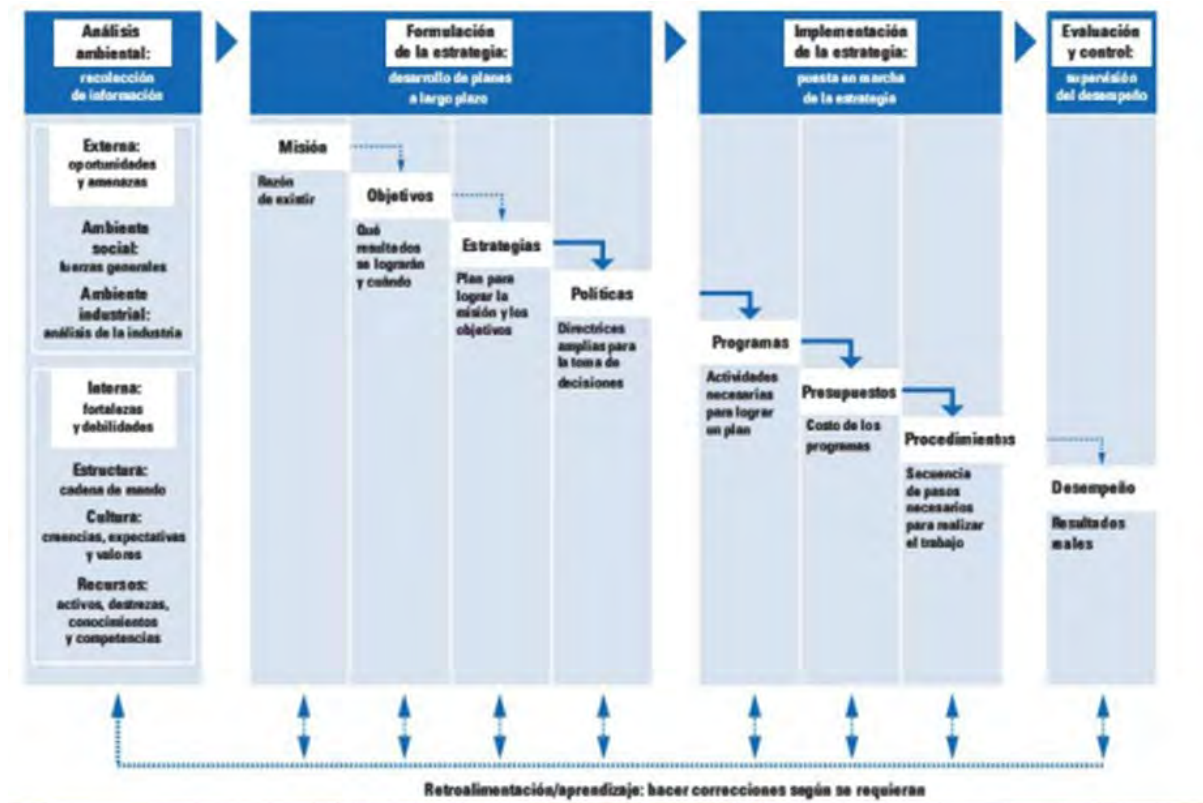 Análisis
ambiental:
recolección
de información
Externa:
oportunidades
y amenazas
Ambiente
social:
fuerzas generales
Ambiente
industrial:
análisis de la industria
Interna:
fortalezas
y debilidades
Estructura:
cadena de mando
Cultura:
creencias, expectativas
y valores
Recursos:
activos, destrezas,
conocimientos
y competencias
Formulación
de la estrategia:
desarrollo de planes
a largo plazo
Misión
Razón
de existir
Objetivos
Qué
resultados
se lograrán
y cuándo
Estrategias
Plan para
lograr la
misión y los
objetivos
Políticas
Directrices
amplias para
la toma de
decisiones
Implementación
de la estrategia:
puesta en marcha
de la estrategia
Programas
Actividades
necesarias
para lograr
un plan
Presupuestos
Costo de los
programas
Procedimientos
Secuencia
de pasos
necesarios
para realizar
el trabajo
Evaluación
y control:
supervisión
del desempeño
Desempeño
Resultados
reales
Retroalimentación/aprendizaje: hacer correcciones según se requieran